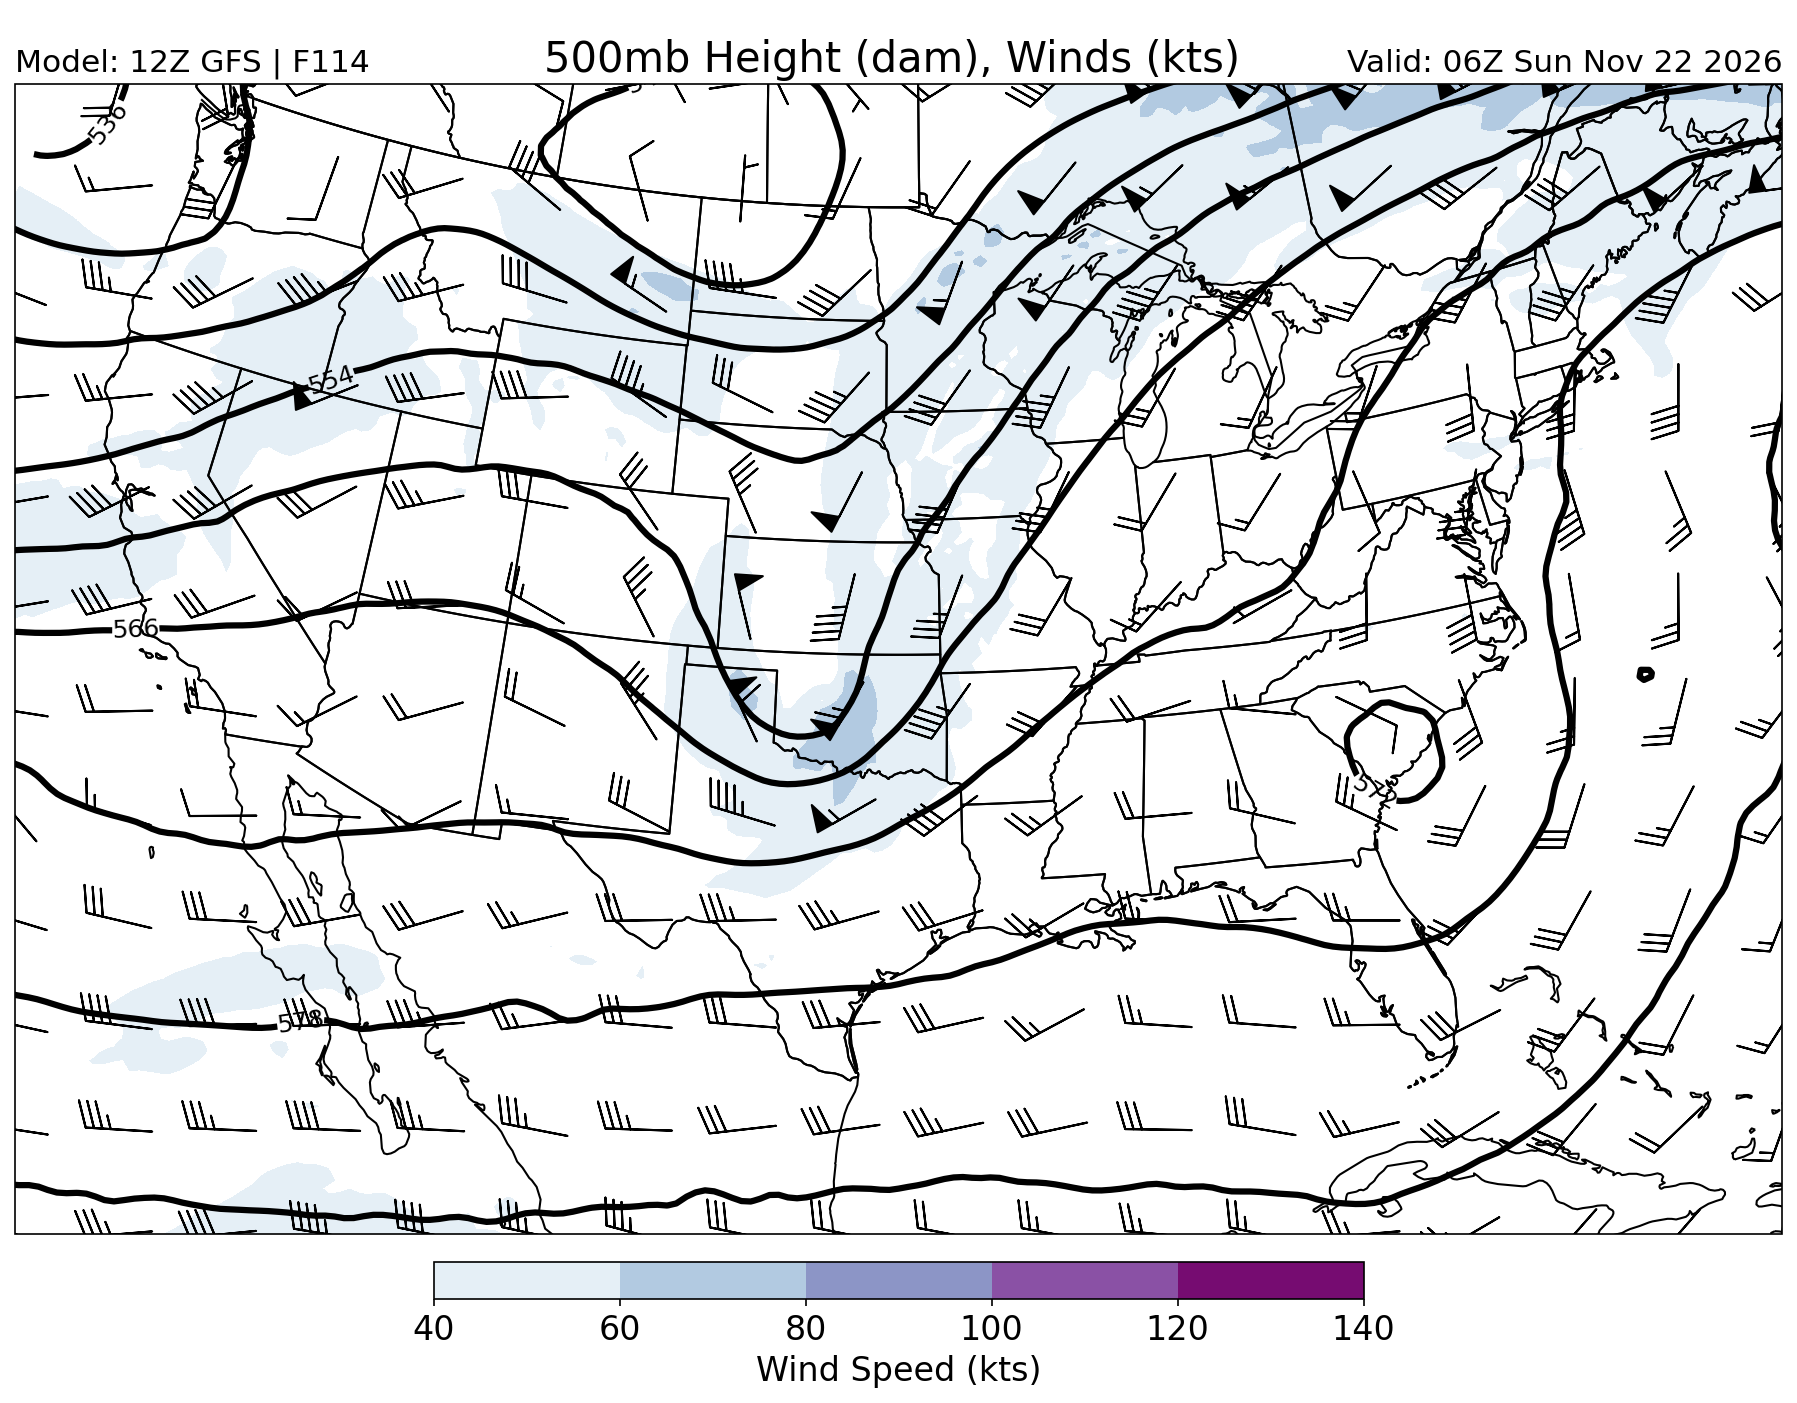 Model: 12Z GFS | F114
500mb Height (dam), Winds (kts)
Valid: 06Z Sun Nov 22 2026
536
554
566
578
40 60 80 100 120 140
Wind Speed (kts)